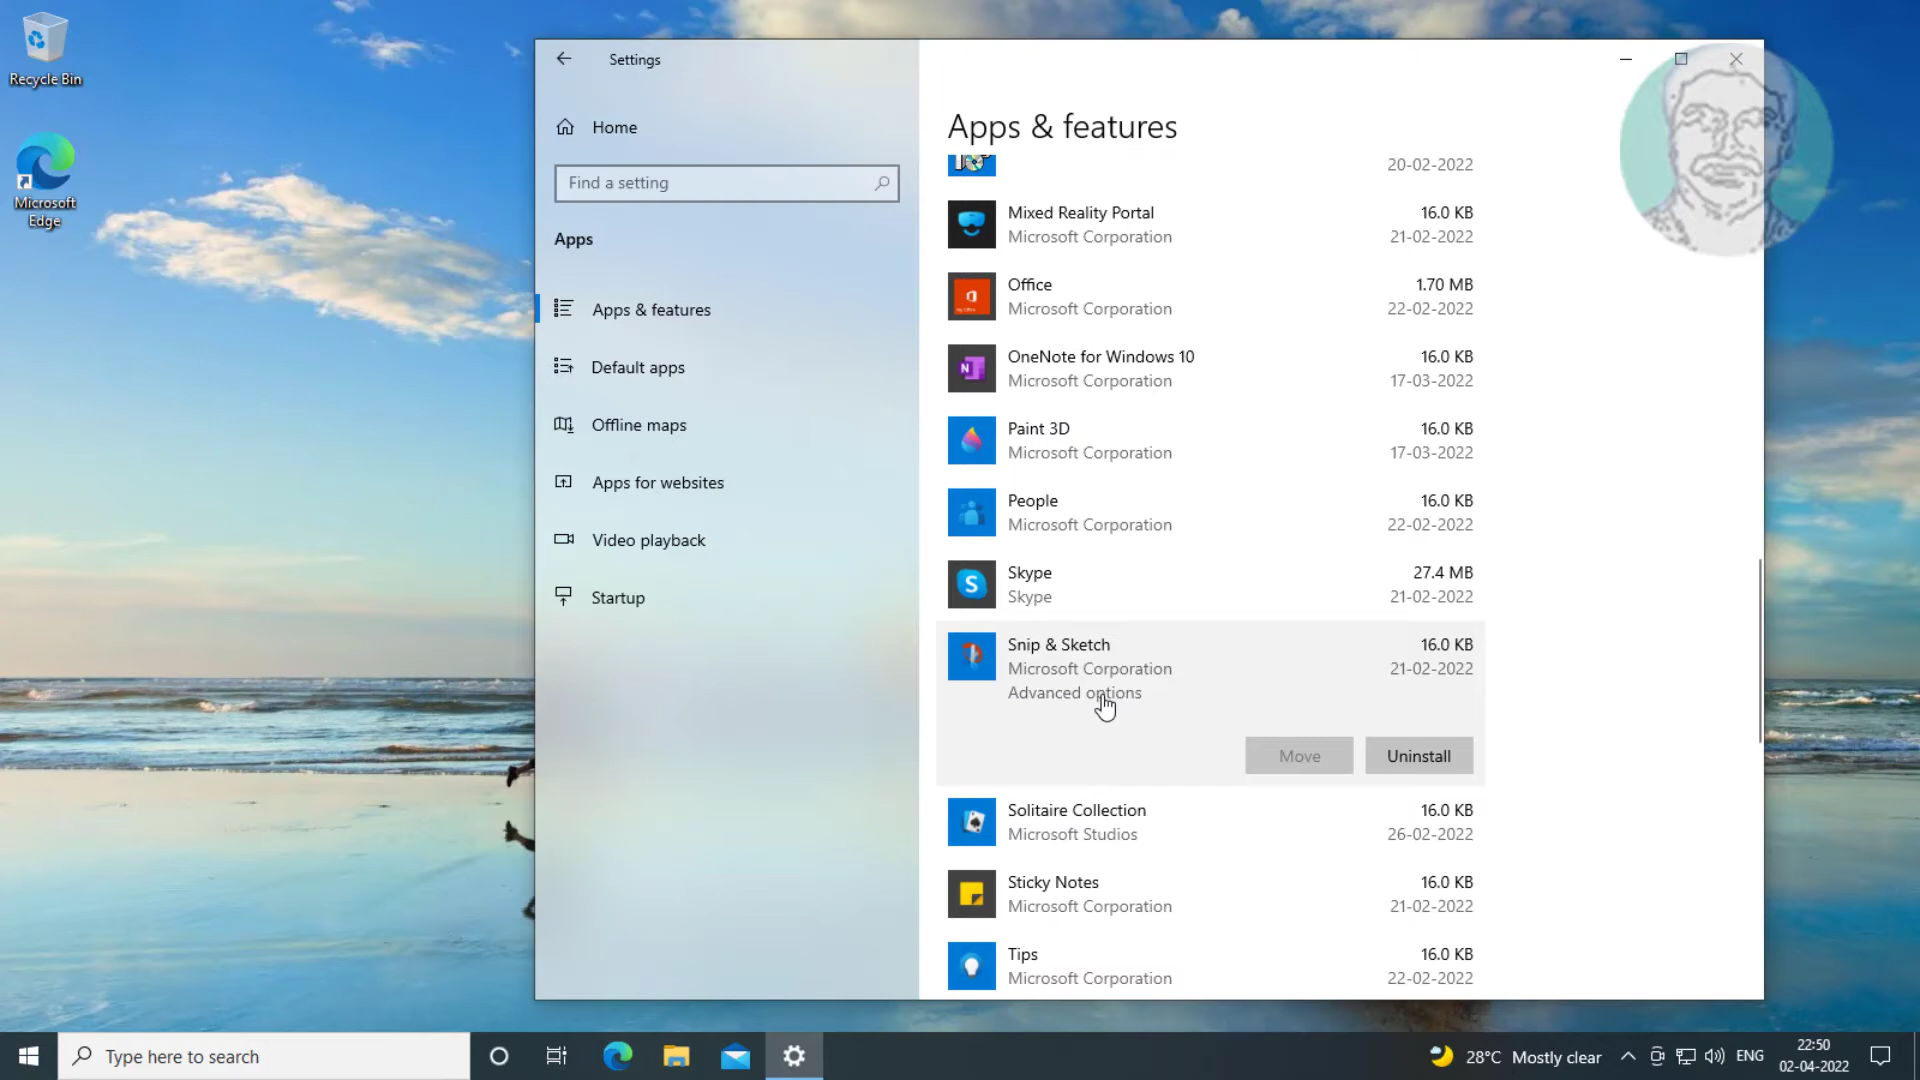 Recycle Bin
Microsoft
Edge
Settings
Home
Find a setting
Apps
Apps & features
Default apps
Offline maps
Apps for websites
Video playback
Startup
Apps & features
20-02-2022
Mixed Reality Portal 16.0 KB
Microsoft Corporation 21-02-2022
Office 1.70 MB
Microsoft Corporation 22-02-2022
OneNote for Windows 10 16.0 KB
Microsoft Corporation 17-03-2022
Paint 3D 16.0 KB
Microsoft Corporation 17-03-2022
People 16.0 KB
Microsoft Corporation 22-02-2022
Skype 27.4 MB
Skype 21-02-2022
Snip & Sketch 16.0 KB
Microsoft Corporation 21-02-2022
Advanced options
Move Uninstall
Solitaire Collection 16.0 KB
Microsoft Studios 26-02-2022
Sticky Notes 16.0 KB
Microsoft Corporation 21-02-2022
Tips 16.0 KB
Microsoft Corporation 22-02-2022
Type here to search
28°C Mostly clear
ENG
22:50
02-04-2022